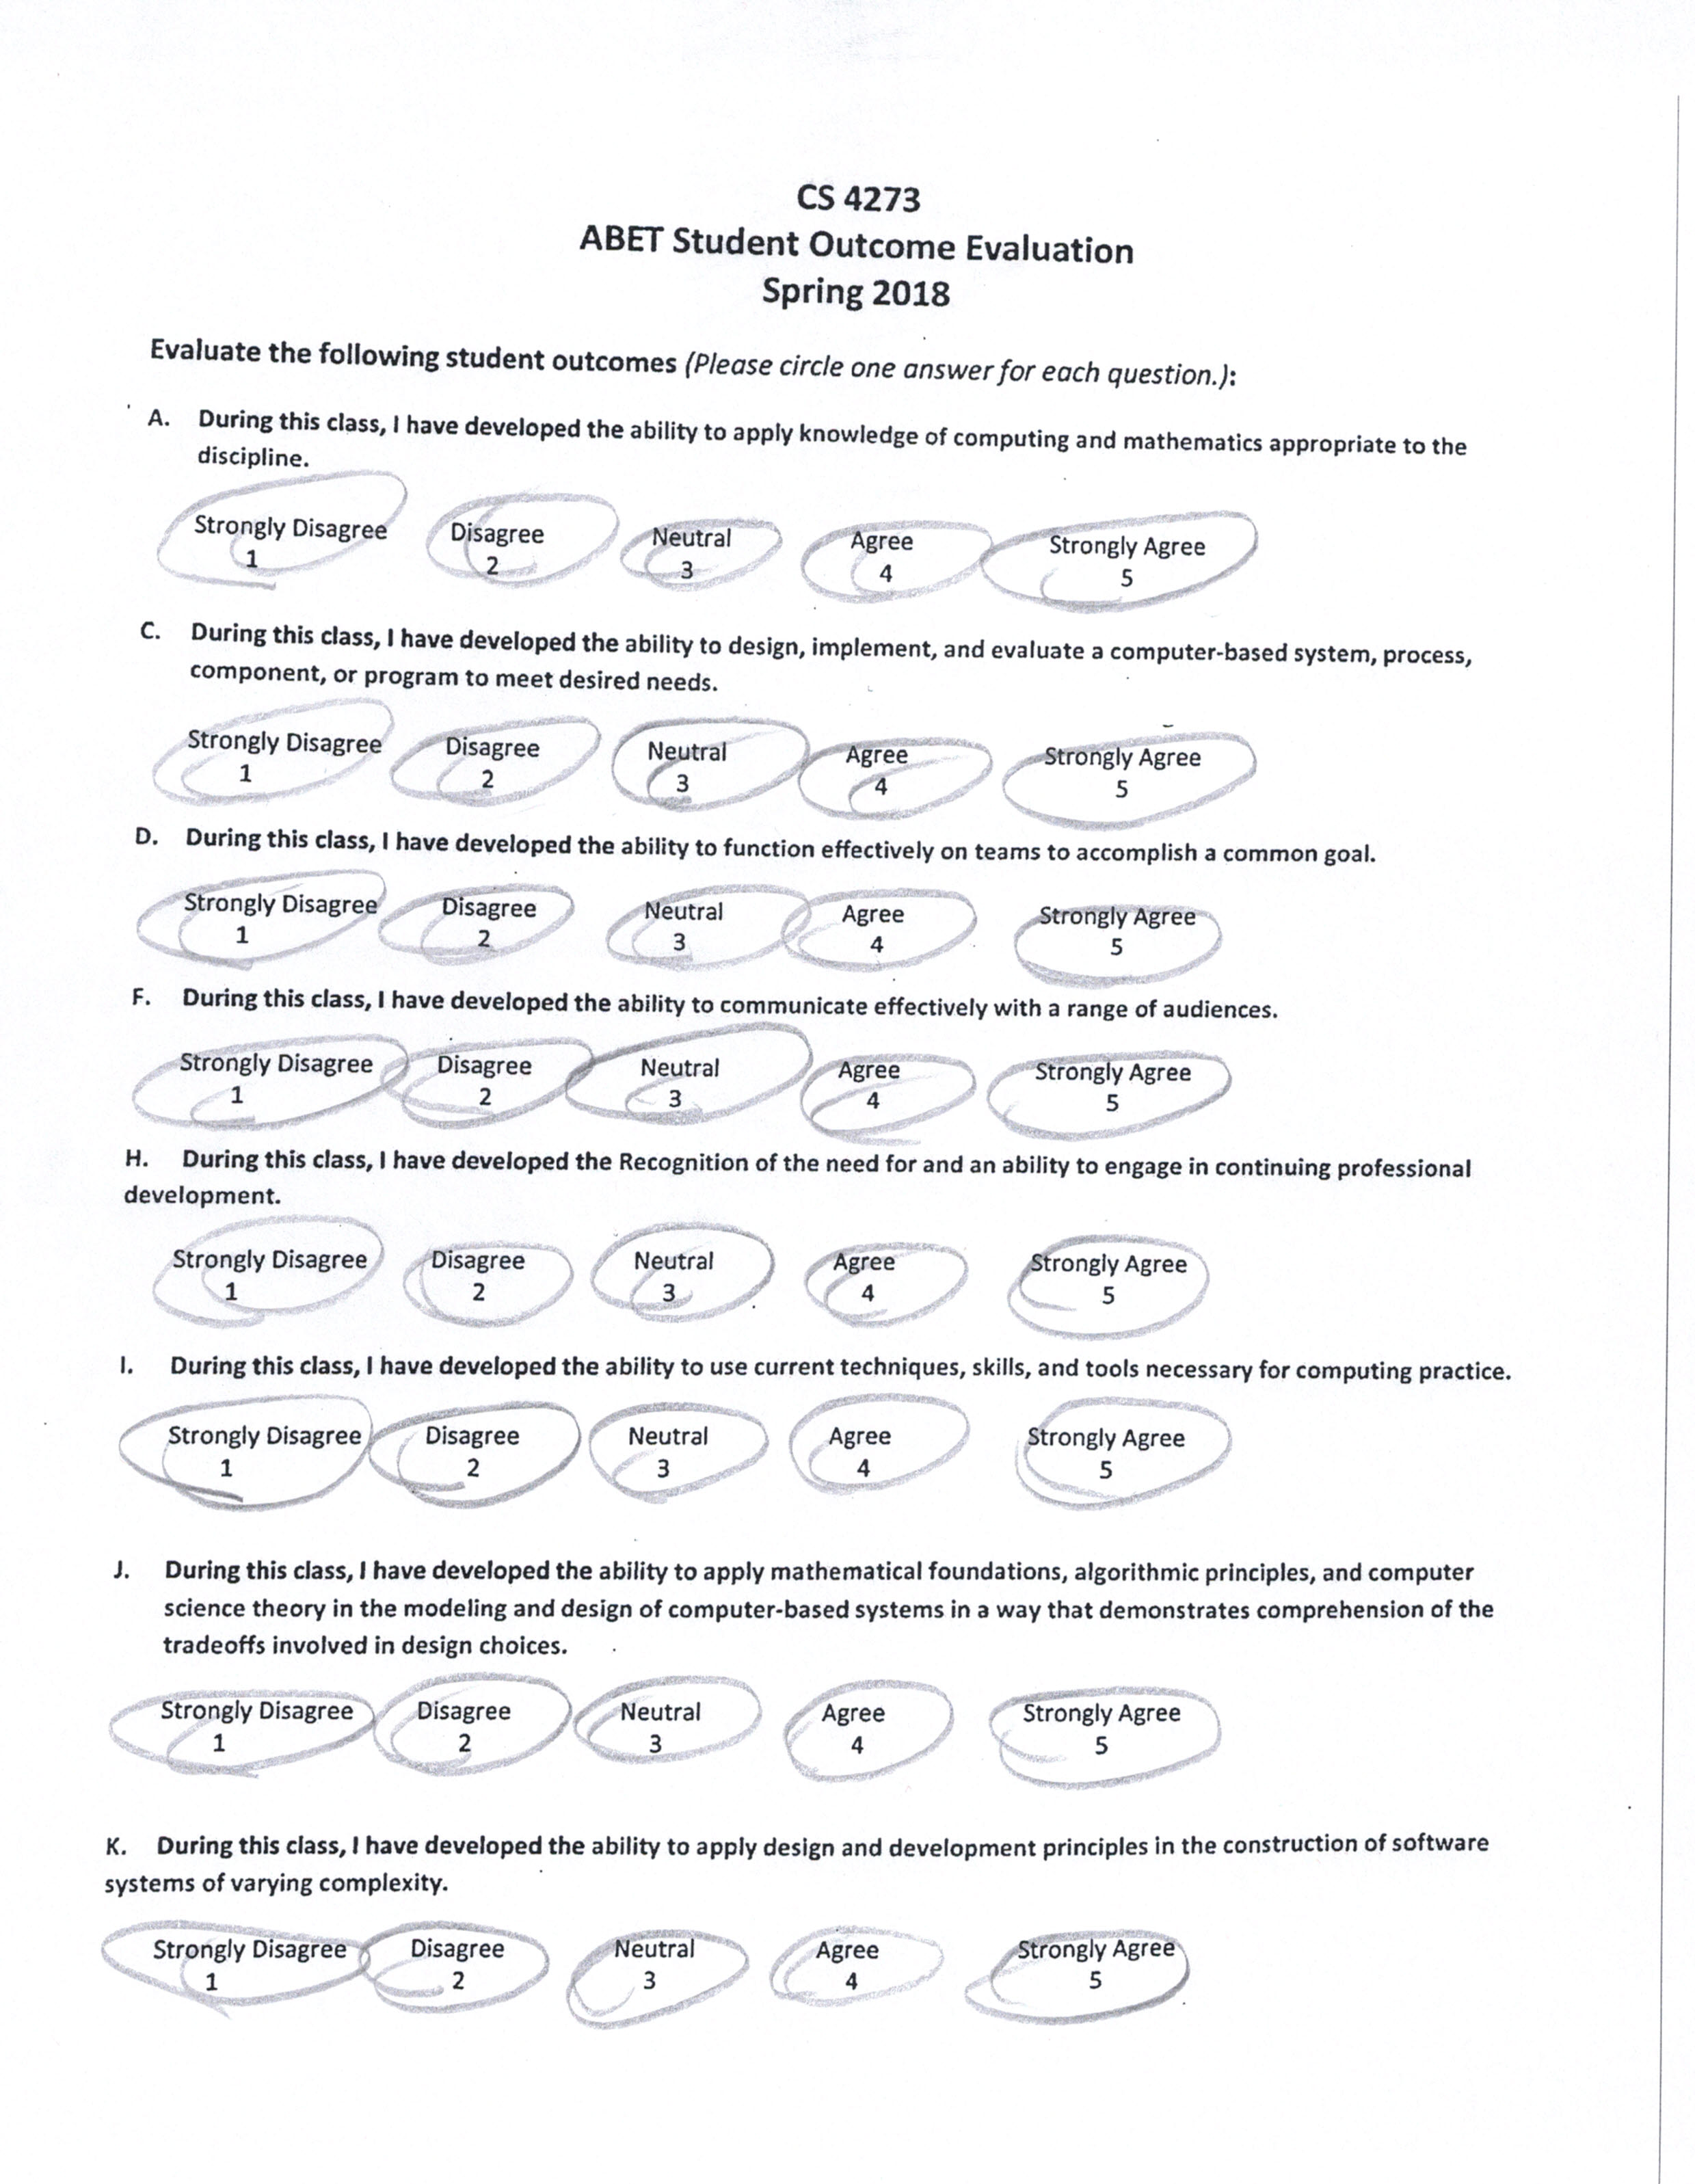 CS 4273
ABET Student Outcome Evaluation
Spring 2018
Evaluate the following student outcomes (Please circle one answer for each question.):
A. During this class, I have developed the ability to apply knowledge of computing and mathematics appropriate to the
discipline.
Strongly Disagree Disagree Neutral Agree Strongly Agree
1 2 3 4 5
C. During this class, I have developed the ability to design, implement, and evaluate a computer-based system, process,
component, or program to meet desired needs.
Strongly Disagree Disagree Neutral Agree Strongly Agree
1 2 3 4 5
D. During this class, I have developed the ability to function effectively on teams to accomplish a common goal.
Strongly Disagree Disagree Neutral Agree Strongly Agree
1 2 3 4 5
F. During this class, I have developed the ability to communicate effectively with a range of audiences.
Strongly Disagree Disagree Neutral Agree Strongly Agree
1 2 3 4 5
H. During this class, I have developed the Recognition of the need for and an ability to engage in continuing professional
development.
Strongly Disagree Disagree Neutral Agree Strongly Agree
1 2 3 4 5
I. During this class, I have developed the ability to use current techniques, skills, and tools necessary for computing practice.
Strongly Disagree Disagree Neutral Agree Strongly Agree
1 2 3 4 5
J. During this class, I have developed the ability to apply mathematical foundations, algorithmic principles, and computer
science theory in the modeling and design of computer-based systems in a way that demonstrates comprehension of the
tradeoffs involved in design choices.
Strongly Disagree Disagree Neutral Agree Strongly Agree
1 2 3 4 5
K. During this class, I have developed the ability to apply design and development principles in the construction of software
systems of varying complexity.
Strongly Disagree Disagree Neutral Agree Strongly Agree
1 2 3 4 5